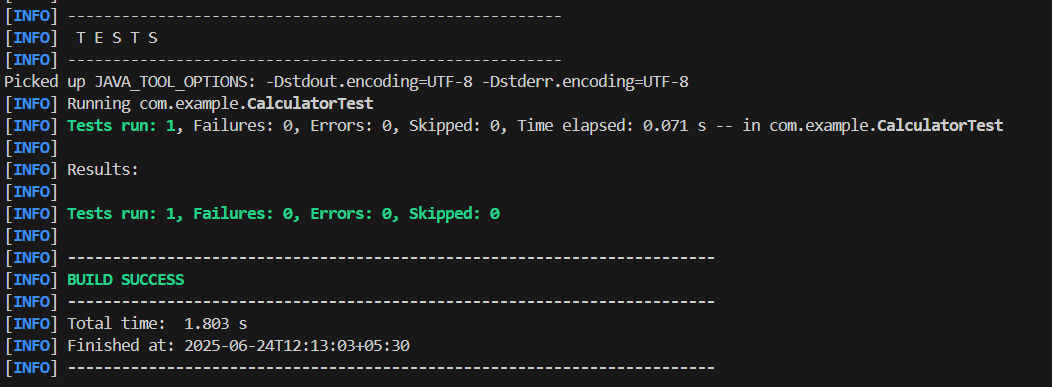 [INFO] -------------------------------------------------------
[INFO]  T E S T S
[INFO] -------------------------------------------------------
Picked up JAVA_TOOL_OPTIONS: -Dstdout.encoding=UTF-8 -Dstderr.encoding=UTF-8
[INFO] Running com.example.CalculatorTest
[INFO] Tests run: 1, Failures: 0, Errors: 0, Skipped: 0, Time elapsed: 0.071 s -- in com.example.CalculatorTest
[INFO]
[INFO] Results:
[INFO]
[INFO] Tests run: 1, Failures: 0, Errors: 0, Skipped: 0
[INFO]
[INFO] ------------------------------------------------------------------------
[INFO] BUILD SUCCESS
[INFO] ------------------------------------------------------------------------
[INFO] Total time:  1.803 s
[INFO] Finished at: 2025-06-24T12:13:03+05:30
[INFO] ------------------------------------------------------------------------